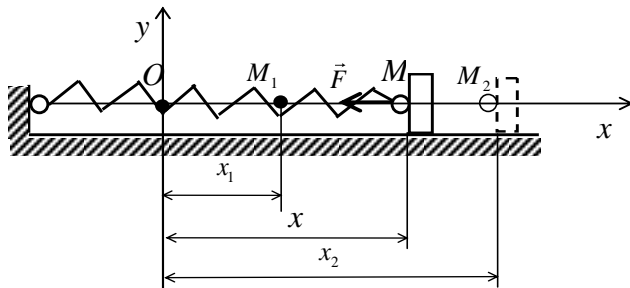 y
O M₁ F⃗ M M₂
x
x₁
x
x₂